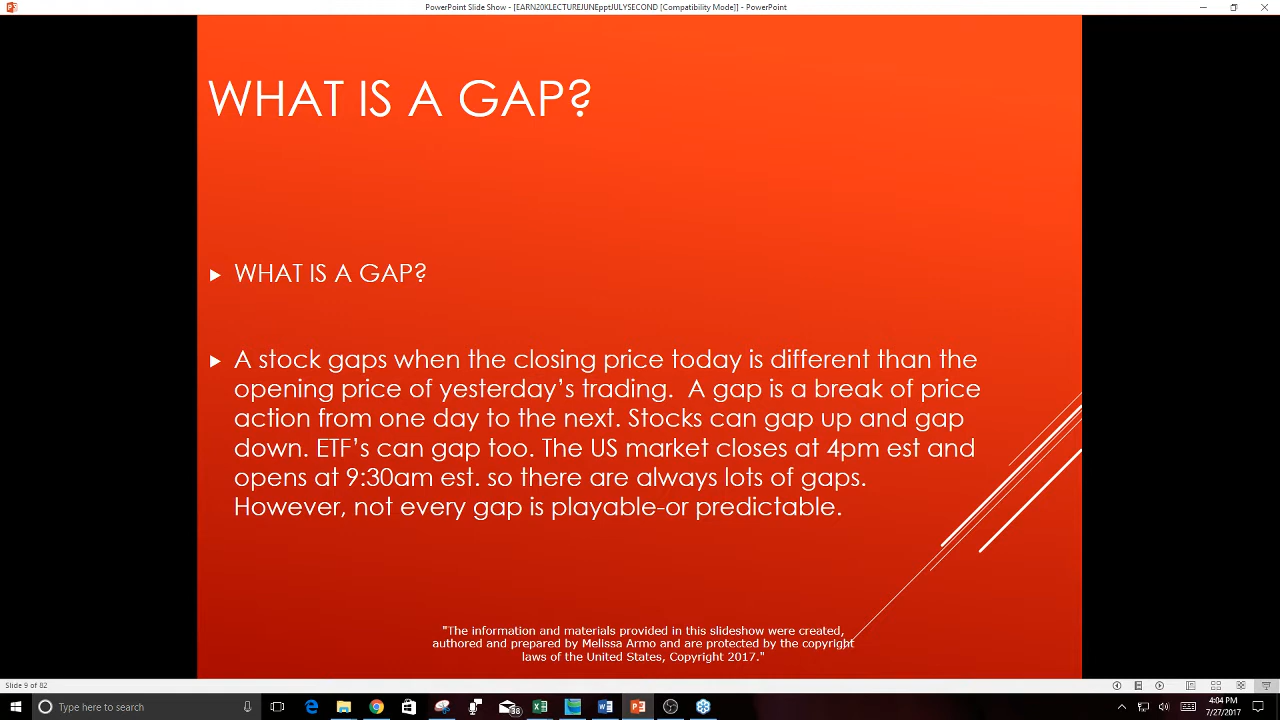 PowerPoint Slide Show - [EARN20KLECTUREJUNEpptJULYSECOND [Compatibility Mode]] - PowerPoint
WHAT IS A GAP?
WHAT IS A GAP?
A stock gaps when the closing price today is different than the
opening price of yesterday’s trading.  A gap is a break of price
action from one day to the next. Stocks can gap up and gap
down. ETF’s can gap too. The US market closes at 4pm est and
opens at 9:30am est. so there are always lots of gaps.
However, not every gap is playable-or predictable.
"The information and materials provided in this slideshow were created,
authored and prepared by Melissa Armo and are protected by the copyright
laws of the United States, Copyright 2017."
Slide 9 of 82
Type here to search
38
4:04 PM
7/27/2017